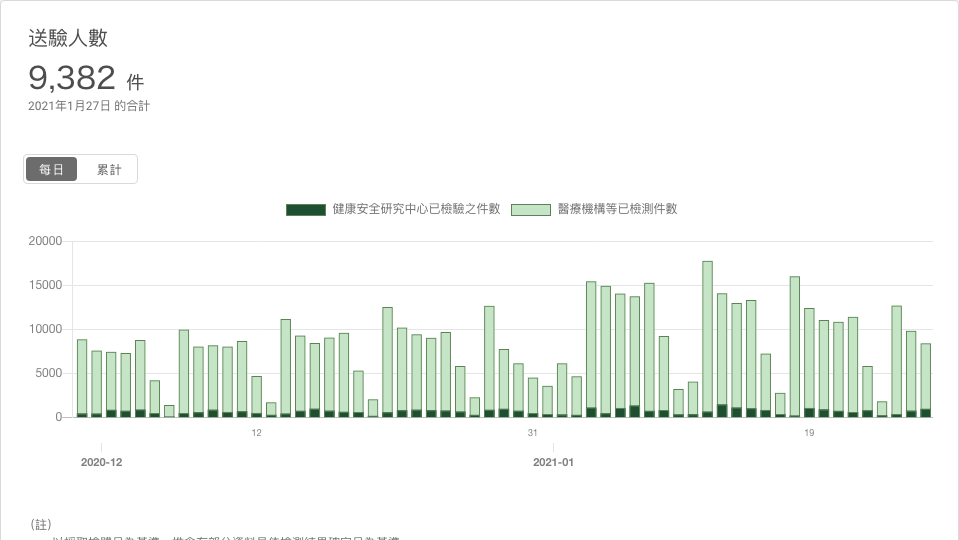 送驗人數
9,382 件
2021年1月27日 的合計
每日 累計
健康安全研究中心已檢驗之件數 醫療機構等已檢測件數
20000
15000
10000
5000
0
12 31 19
2020-12 2021-01
（註）